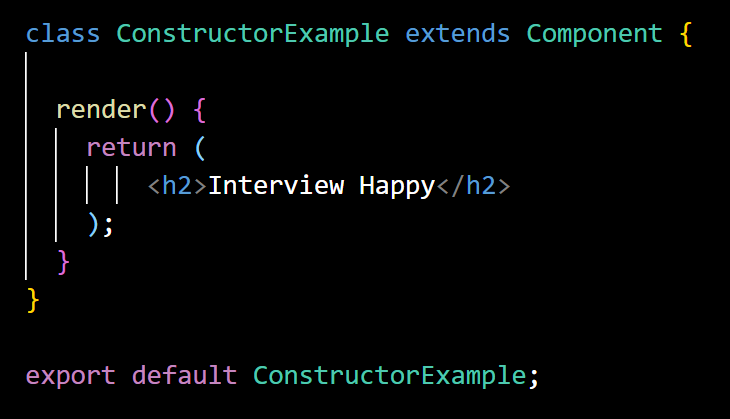 class ConstructorExample extends Component {
render() {
return (
<h2>Interview Happy</h2>
);
}
}
export default ConstructorExample;